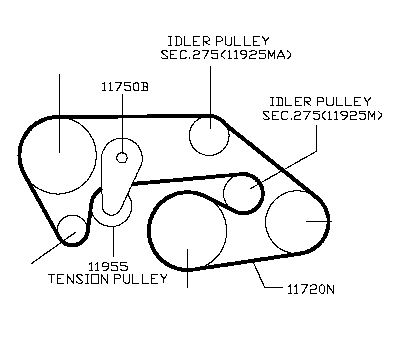 IDLER PULLEY
SEC.275(11925MA)
11750B
IDLER PULLEY
SEC.275(11925M)
11955
TENSION PULLEY
11720N